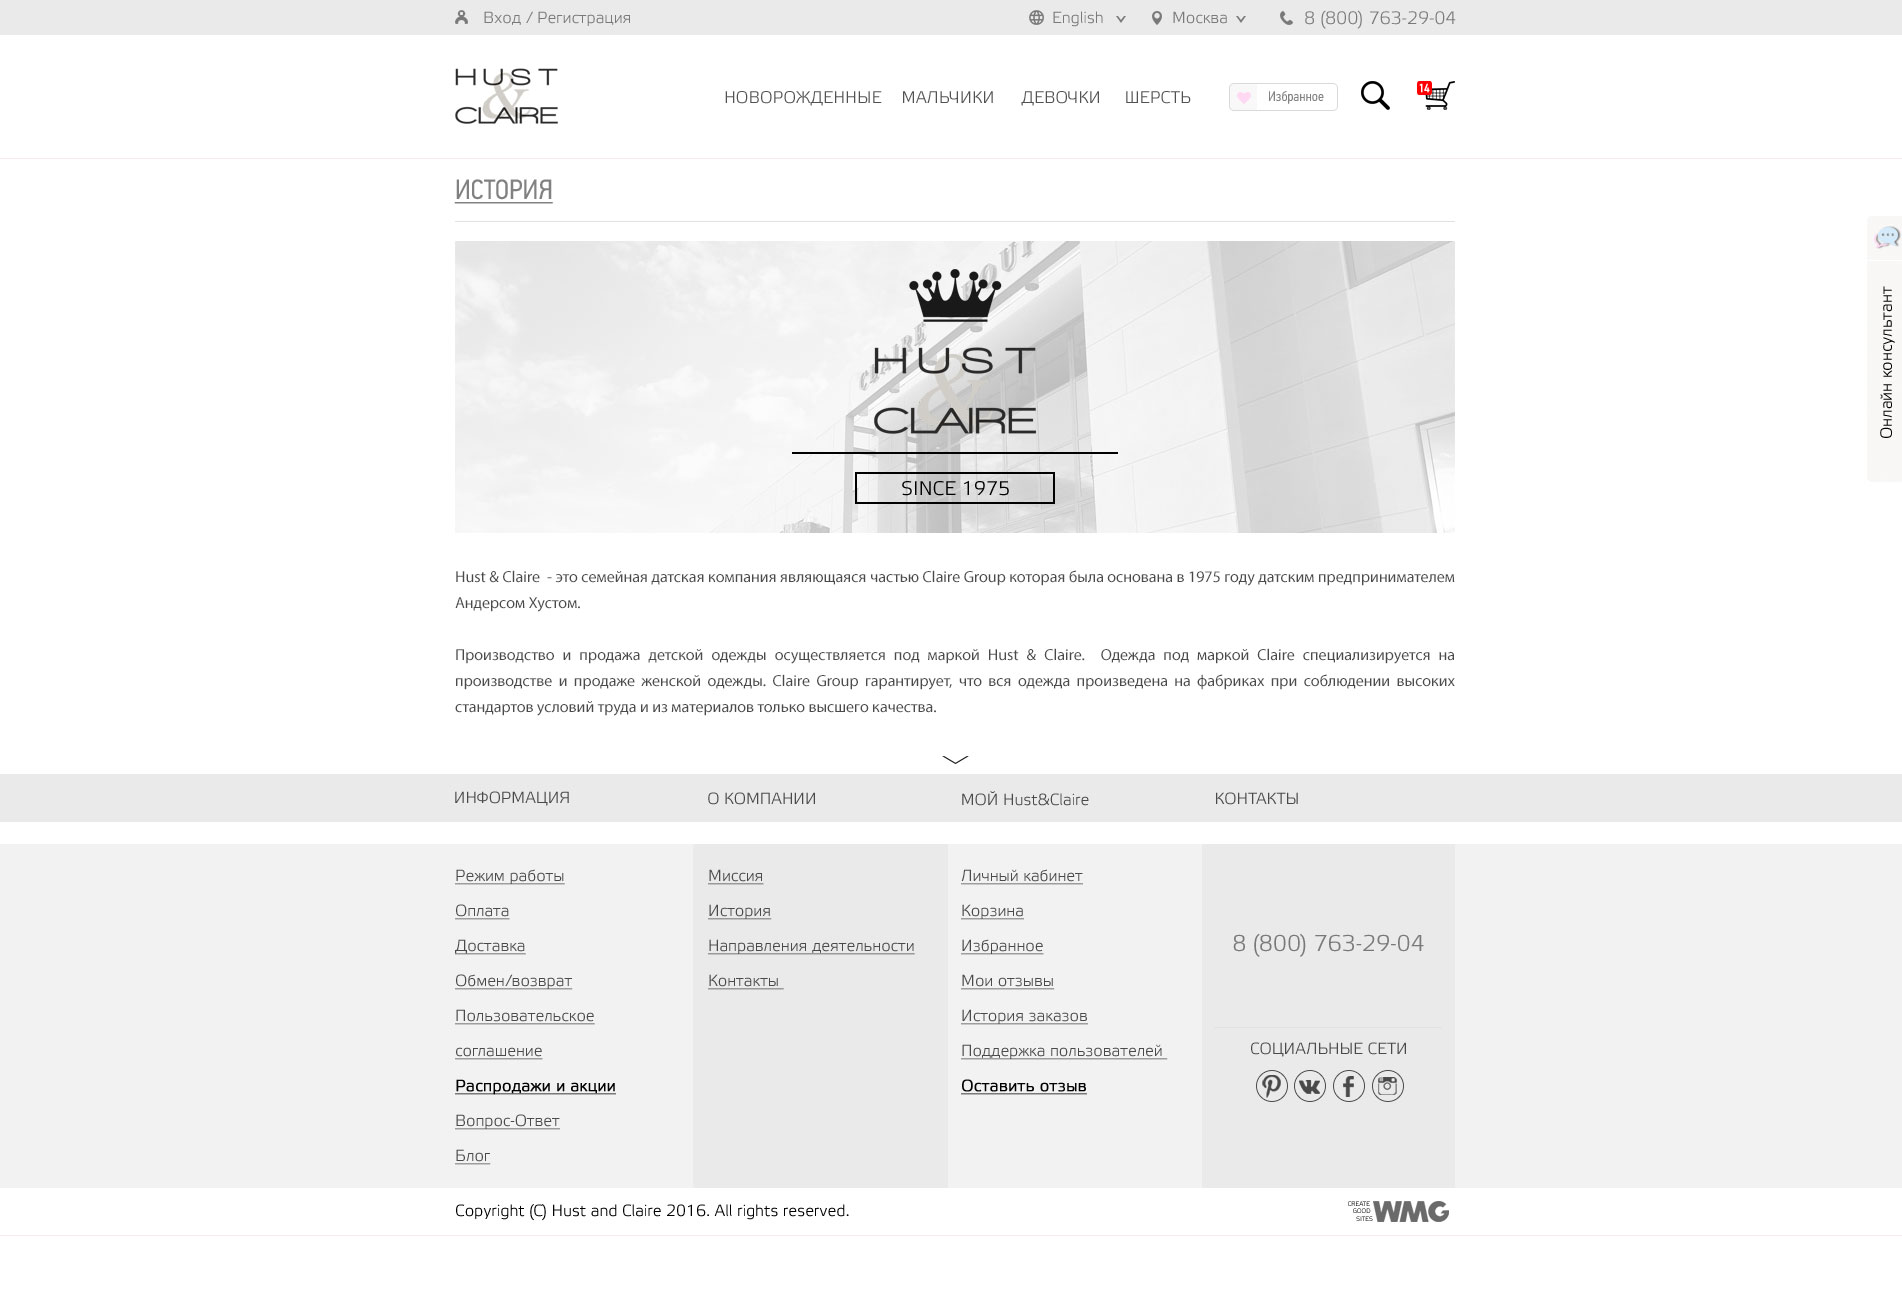 Вход / Регистрация
English
Москва
8 (800) 763-29-04
HUST
&
CLAIRE
НОВОРОЖДЕННЫЕ
МАЛЬЧИКИ
ДЕВОЧКИ
ШЕРСТЬ
Избранное
14
ИСТОРИЯ
CLAIRE GROUP
HUST
&
CLAIRE
SINCE 1975
Онлайн консультант
Hust & Claire - это семейная датская компания являющаяся частью Claire Group которая была основана в 1975 году датским предпринимателем
Андерсом Хустом.
Производство и продажа детской одежды осуществляется под маркой Hust & Claire. Одежда под маркой Claire специализируется на
производстве и продаже женской одежды. Claire Group гарантирует, что вся одежда произведена на фабриках при соблюдении высоких
стандартов условий труда и из материалов только высшего качества.
ИНФОРМАЦИЯ
О КОМПАНИИ
МОЙ Hust&Claire
КОНТАКТЫ
Режим работы
Оплата
Доставка
Обмен/возврат
Пользовательское
соглашение
Распродажи и акции
Вопрос-Ответ
Блог
Миссия
История
Направления деятельности
Контакты
Личный кабинет
Корзина
Избранное
Мои отзывы
История заказов
Поддержка пользователей
Оставить отзыв
8 (800) 763-29-04
СОЦИАЛЬНЫЕ СЕТИ
Copyright (C) Hust and Claire 2016. All rights reserved.
CREATE
GOOD
SITES
WMG